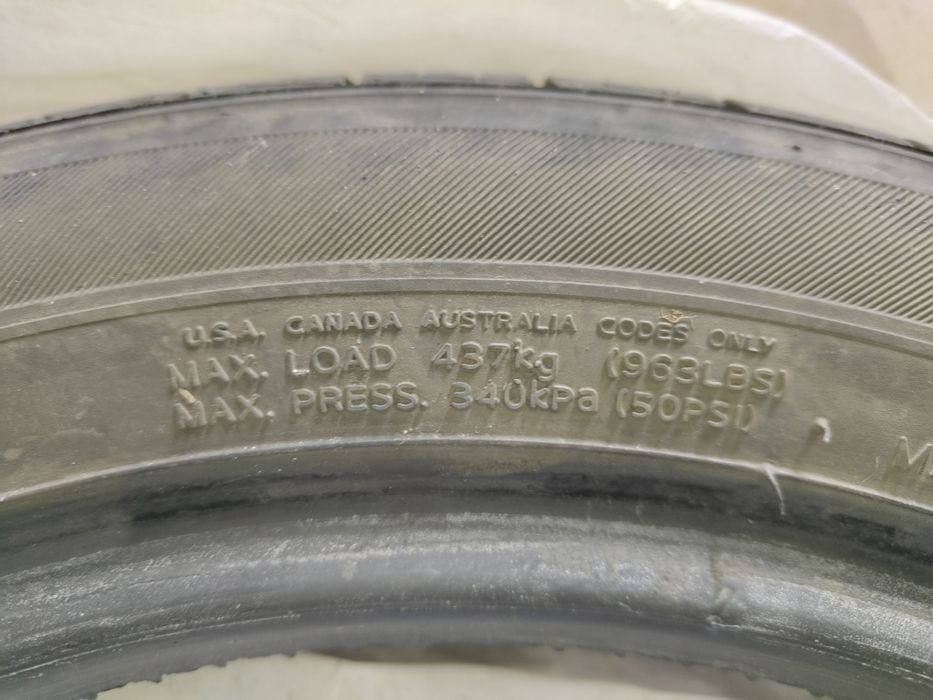 U.S.A. CANADA AUSTRALIA CODES ONLY
MAX. LOAD 437kg (963LBS)
MAX. PRESS. 340kPa (50PSI)